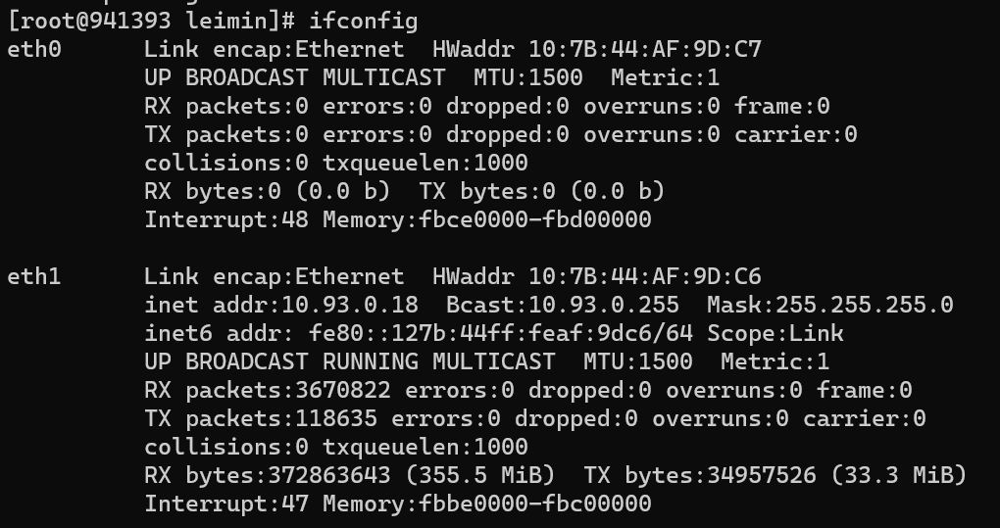 [root@941393 leimin]# ifconfig
eth0      Link encap:Ethernet  HWaddr 10:7B:44:AF:9D:C7
          UP BROADCAST MULTICAST  MTU:1500  Metric:1
          RX packets:0 errors:0 dropped:0 overruns:0 frame:0
          TX packets:0 errors:0 dropped:0 overruns:0 carrier:0
          collisions:0 txqueuelen:1000
          RX bytes:0 (0.0 b)  TX bytes:0 (0.0 b)
          Interrupt:48 Memory:fbce0000-fbd00000

eth1      Link encap:Ethernet  HWaddr 10:7B:44:AF:9D:C6
          inet addr:10.93.0.18  Bcast:10.93.0.255  Mask:255.255.255.0
          inet6 addr: fe80::127b:44ff:feaf:9dc6/64 Scope:Link
          UP BROADCAST RUNNING MULTICAST  MTU:1500  Metric:1
          RX packets:3670822 errors:0 dropped:0 overruns:0 frame:0
          TX packets:118635 errors:0 dropped:0 overruns:0 carrier:0
          collisions:0 txqueuelen:1000
          RX bytes:372863643 (355.5 MiB)  TX bytes:34957526 (33.3 MiB)
          Interrupt:47 Memory:fbbe0000-fbc00000